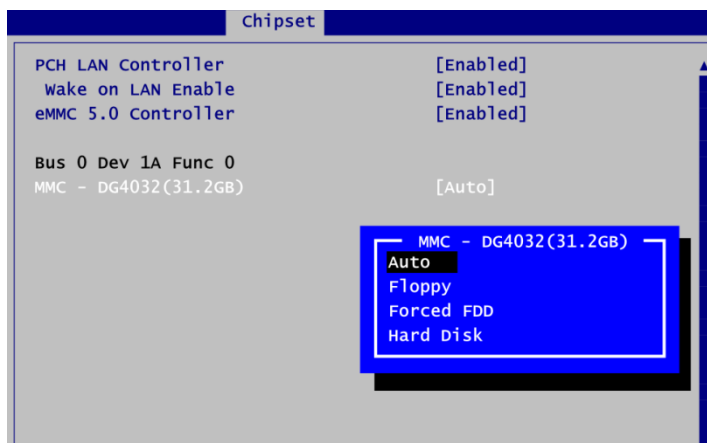 Chipset
PCH LAN Controller [Enabled]
Wake on LAN Enable [Enabled]
eMMC 5.0 Controller [Enabled]
Bus 0 Dev 1A Func 0
MMC - DG4032(31.2GB) [Auto]
MMC - DG4032(31.2GB)
Auto
Floppy
Forced FDD
Hard Disk